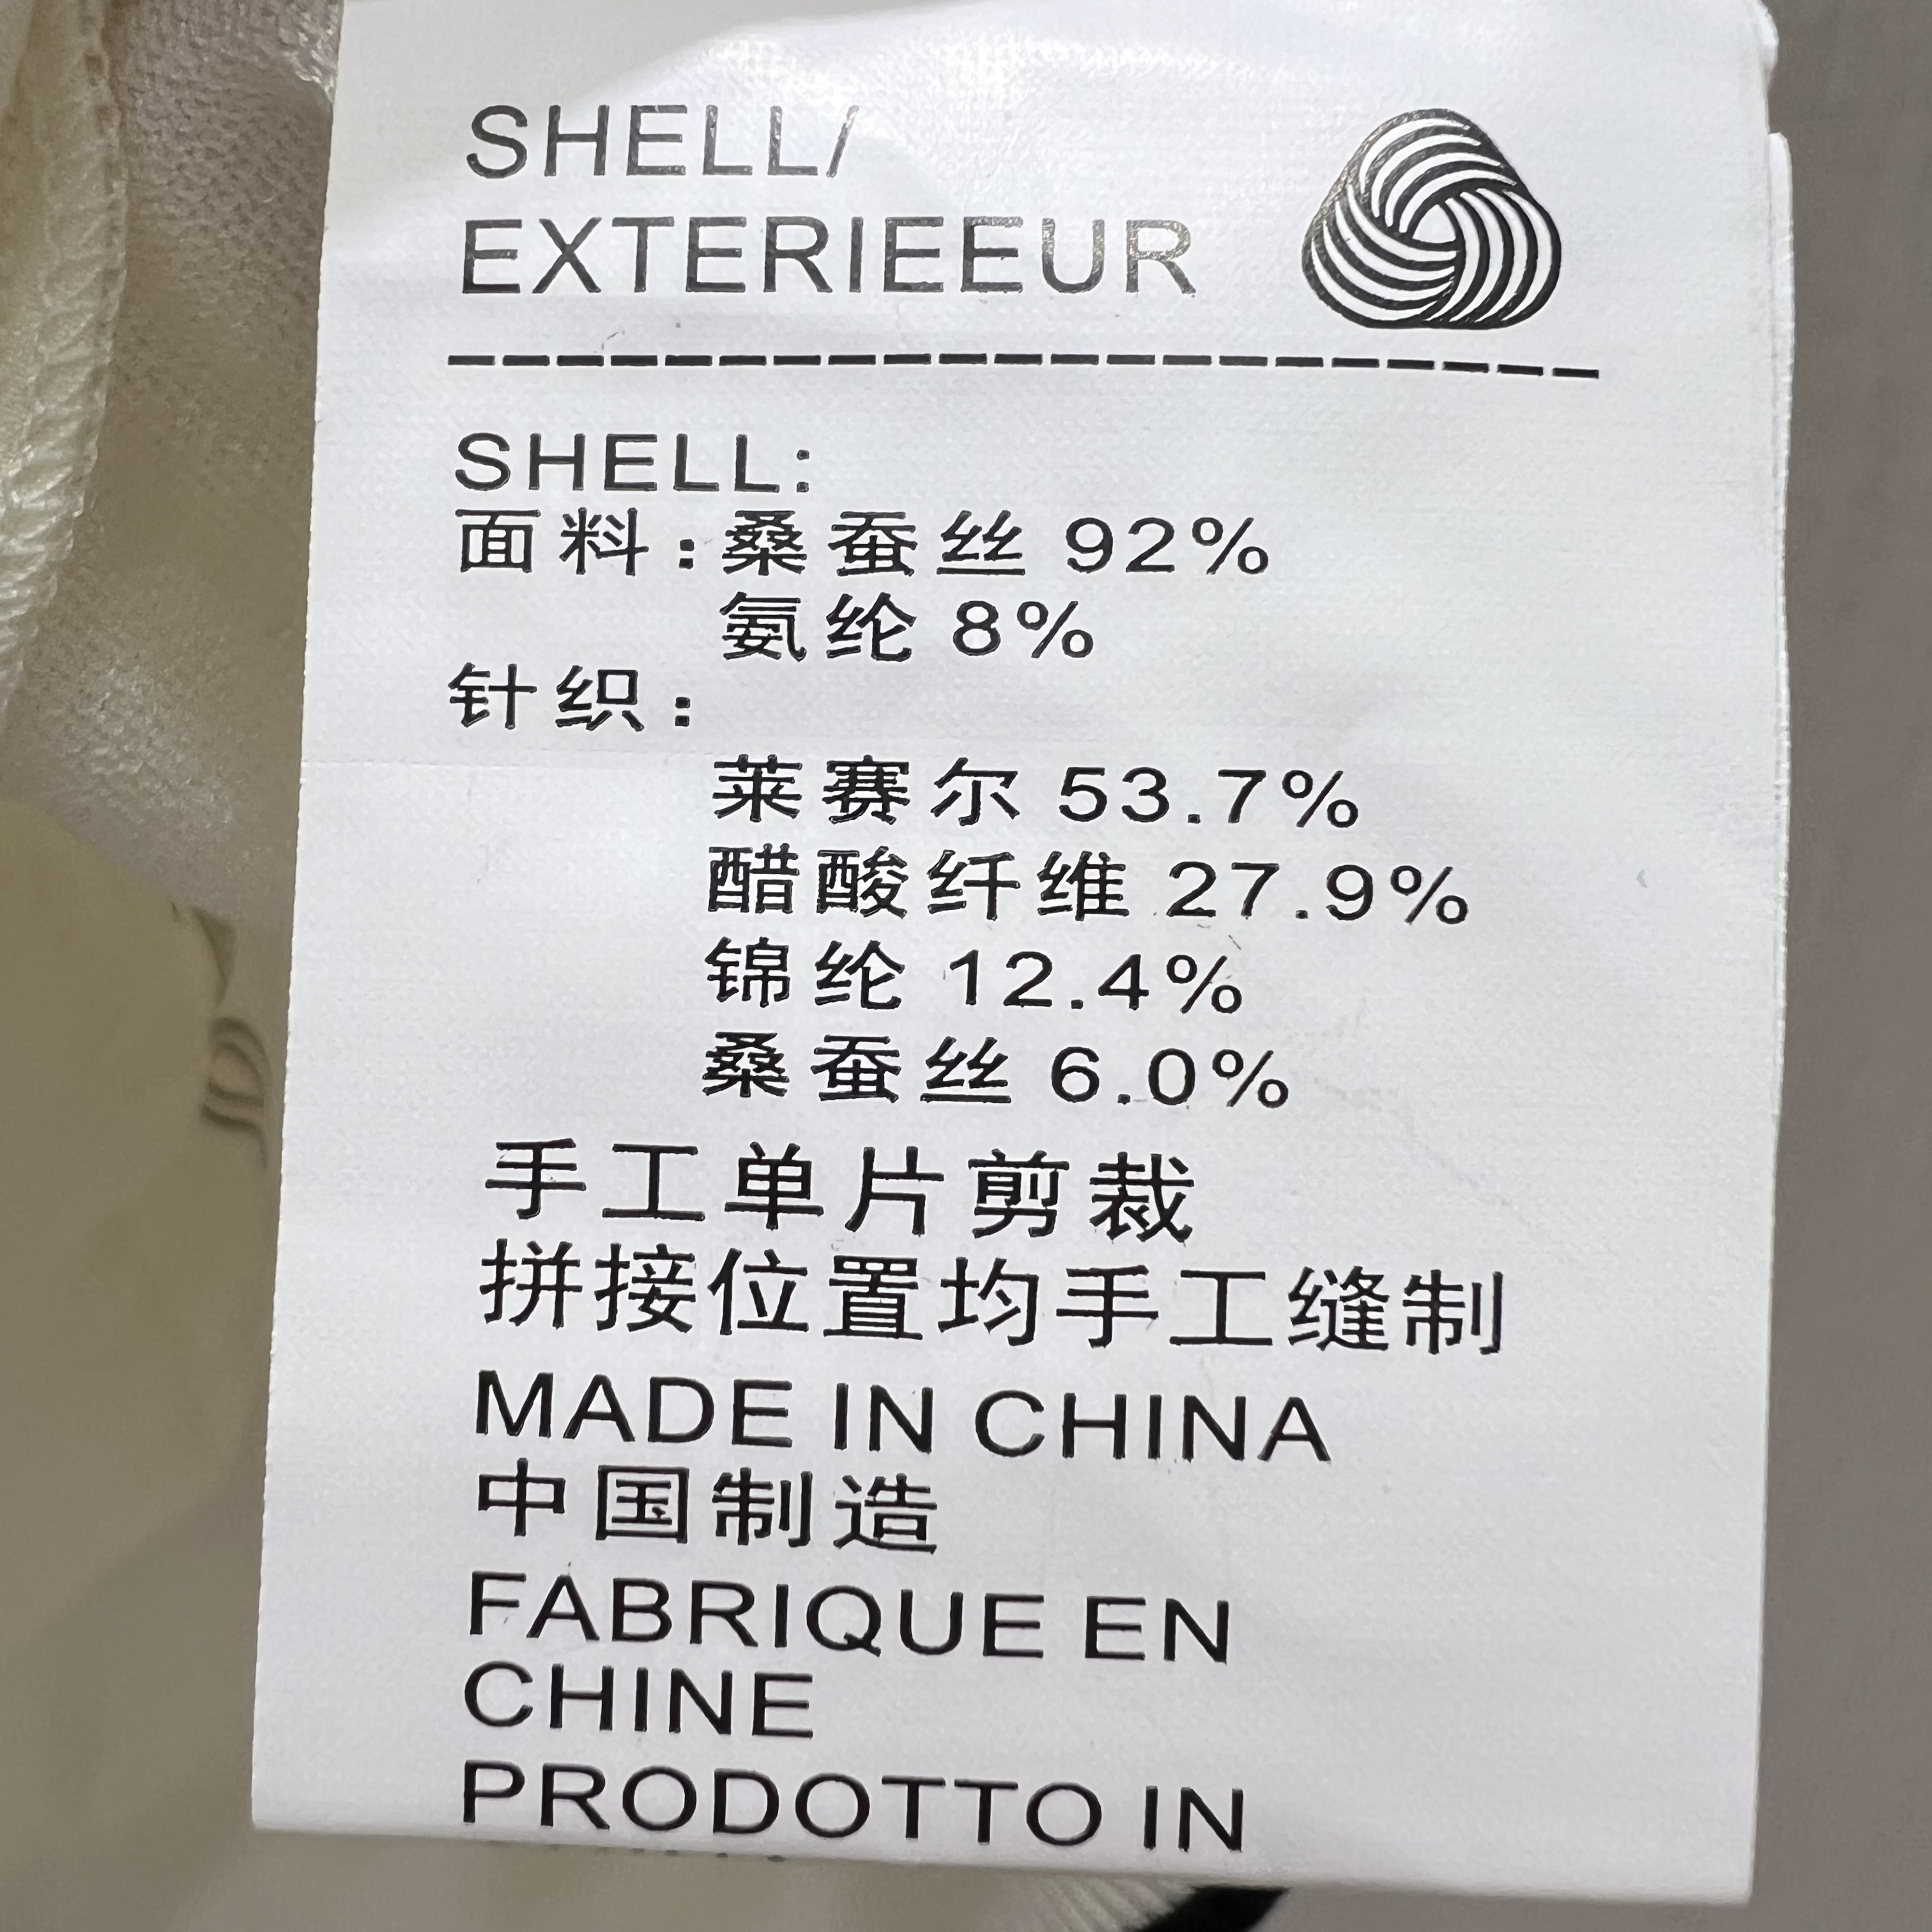 SHELL/
EXTERIEEUR
SHELL:
面料:桑蚕丝 92%
氨纶 8%
针织:
莱赛尔 53.7%
醋酸纤维 27.9%
锦纶 12.4%
桑蚕丝 6.0%
手工单片剪裁
拼接位置均手工缝制
MADE IN CHINA
中国制造
FABRIQUE EN
CHINE
PRODOTTO IN